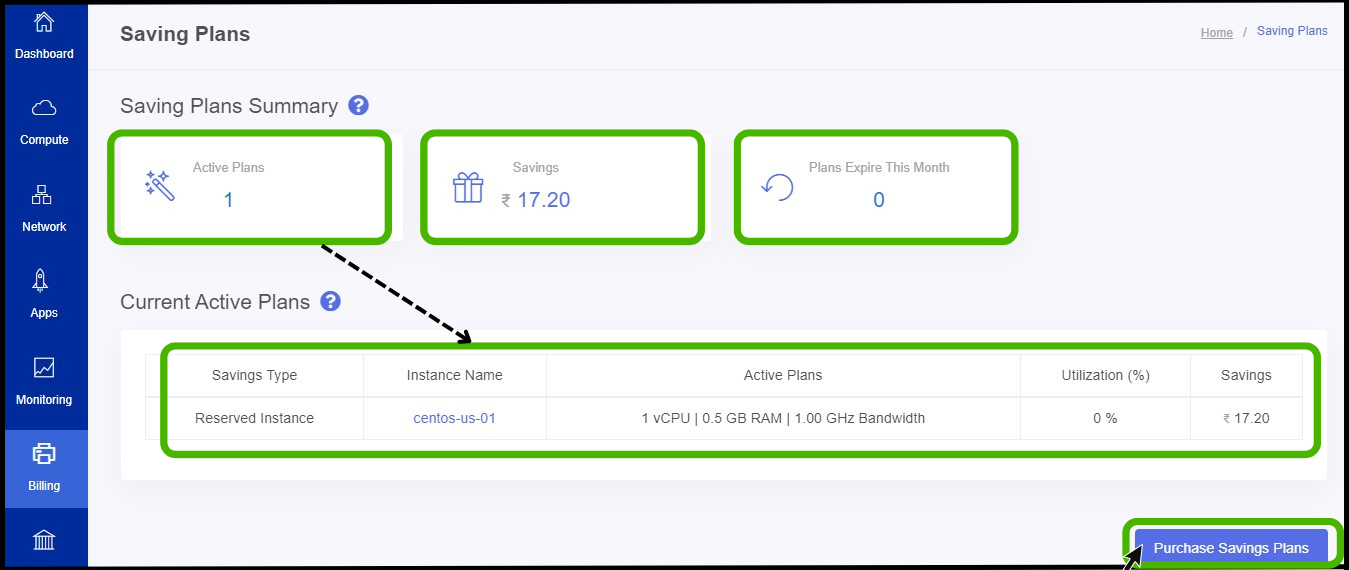 Dashboard
Compute
Network
Apps
Monitoring
Billing
Saving Plans
Home / Saving Plans
Saving Plans Summary ?
Active Plans
1
Savings
₹ 17.20
Plans Expire This Month
0
Current Active Plans ?
Savings Type Instance Name Active Plans Utilization (%) Savings
Reserved Instance centos-us-01 1 vCPU | 0.5 GB RAM | 1.00 GHz Bandwidth 0 % ₹ 17.20
Purchase Savings Plans